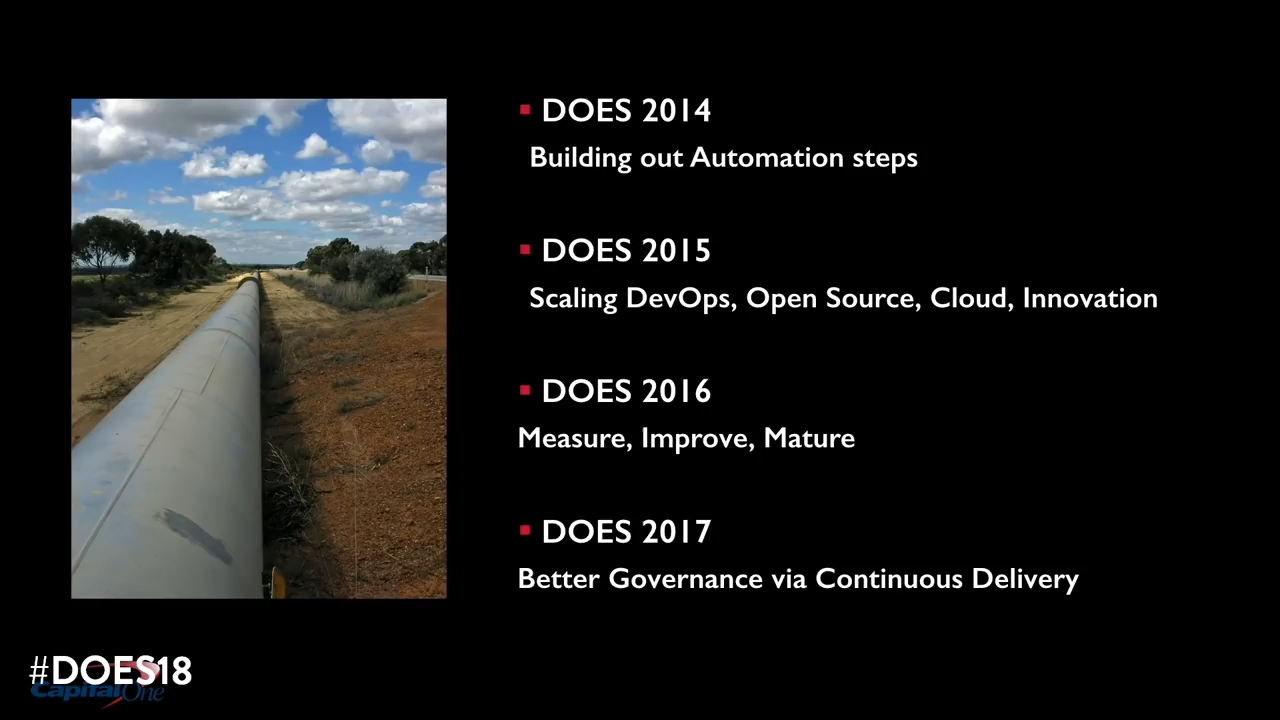 DOES 2014
Building out Automation steps
DOES 2015
Scaling DevOps, Open Source, Cloud, Innovation
DOES 2016
Measure, Improve, Mature
DOES 2017
Better Governance via Continuous Delivery
#DOES18
Capital One